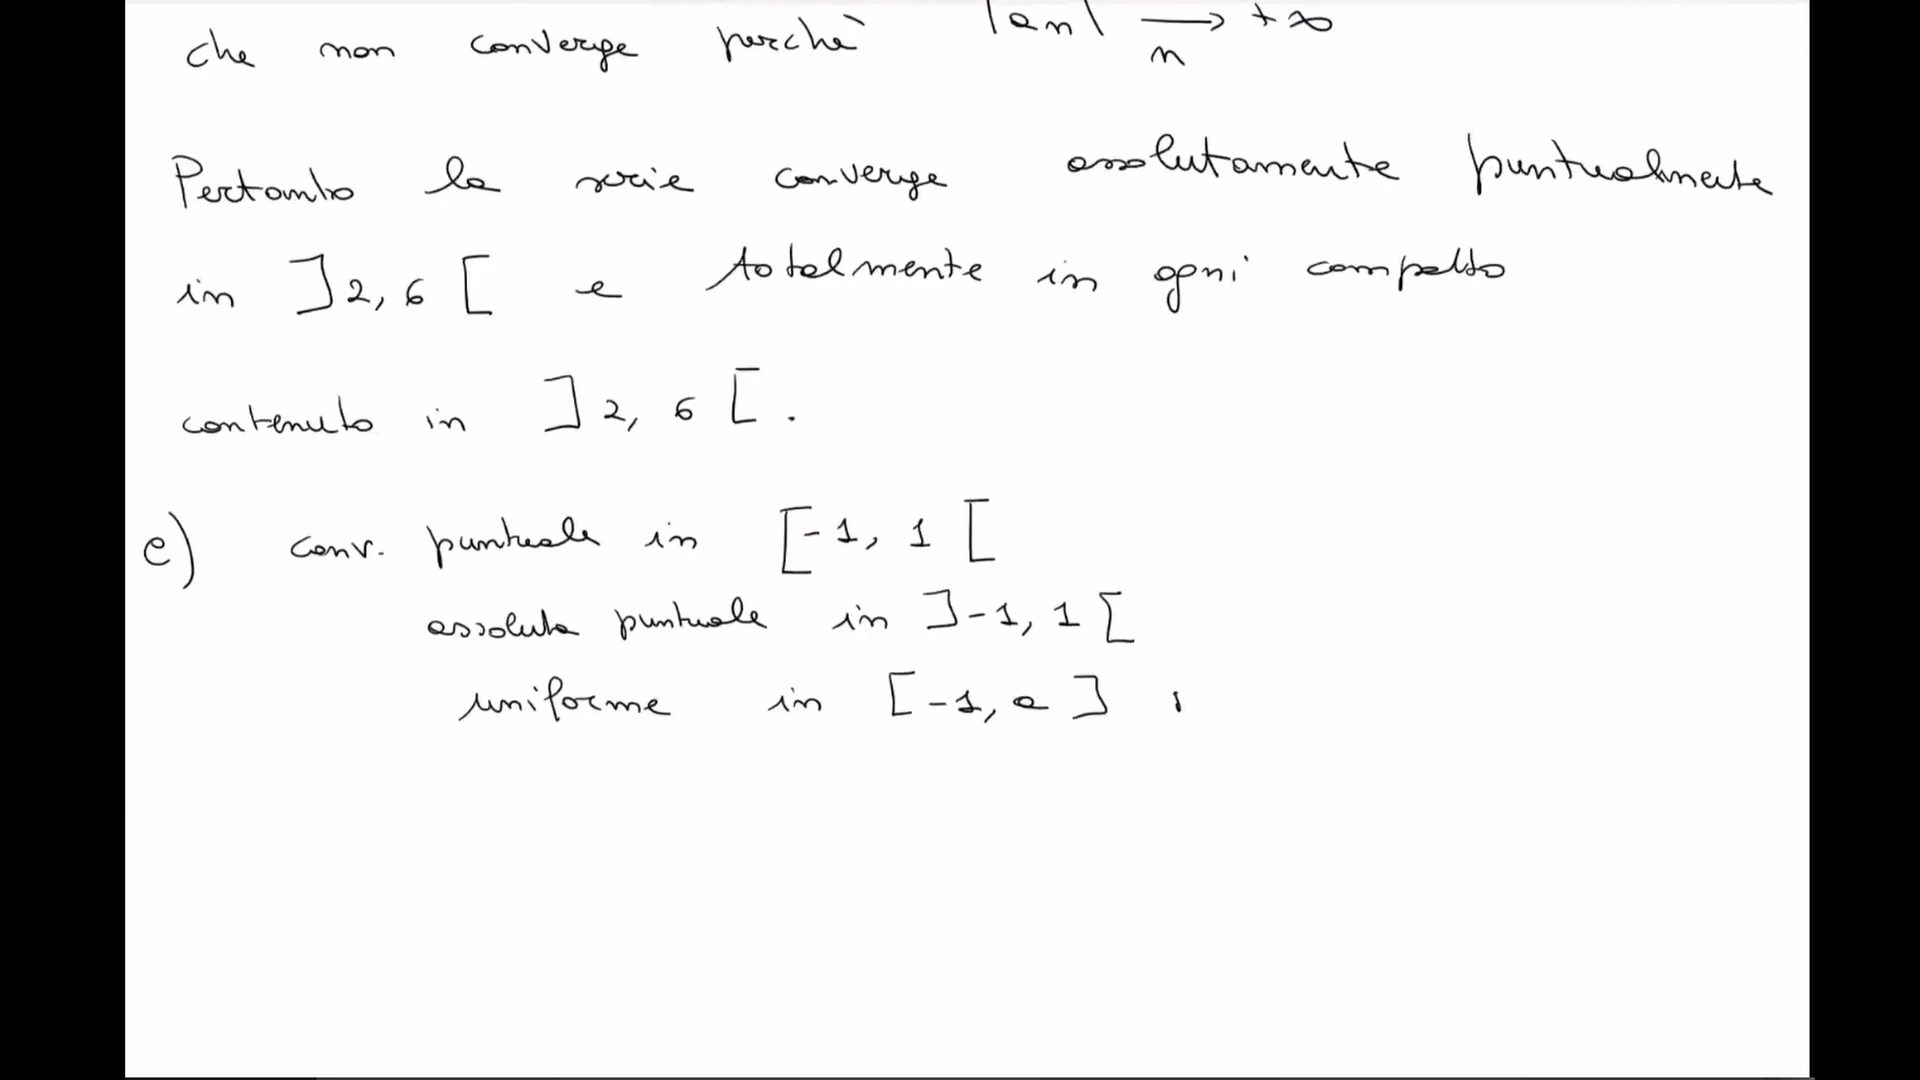 che non converge perchè |an| → +∞
n
Pertanto la serie converge assolutamente puntualmente
in ]2, 6[ e totalmente in ogni compatto
contenuto in ]2, 6[.
e) conv. puntuale in [-1, 1[
assoluta puntuale in ]-1, 1[
uniforme in [-1, a]